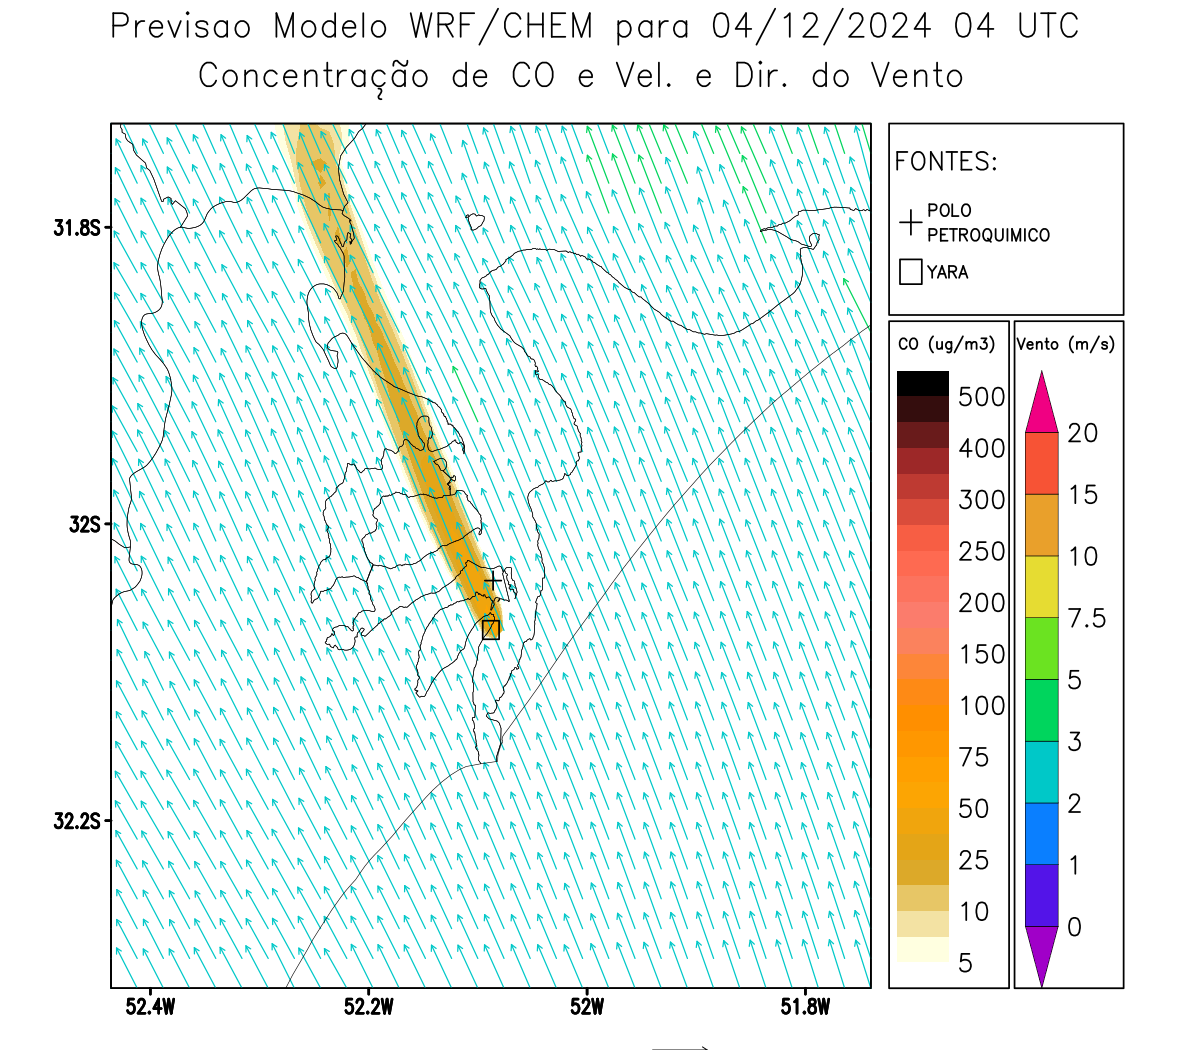 Previsao Modelo WRF/CHEM para 04/12/2024 04 UTC
Concentração de CO e Vel. e Dir. do Vento
FONTES:
POLO
PETROQUIMICO
YARA
CO (ug/m3)
500
400
300
250
200
150
100
75
50
25
10
5
Vento (m/s)
20
15
10
7.5
5
3
2
1
0
31.8S
32S
32.2S
52.4W
52.2W
52W
51.8W